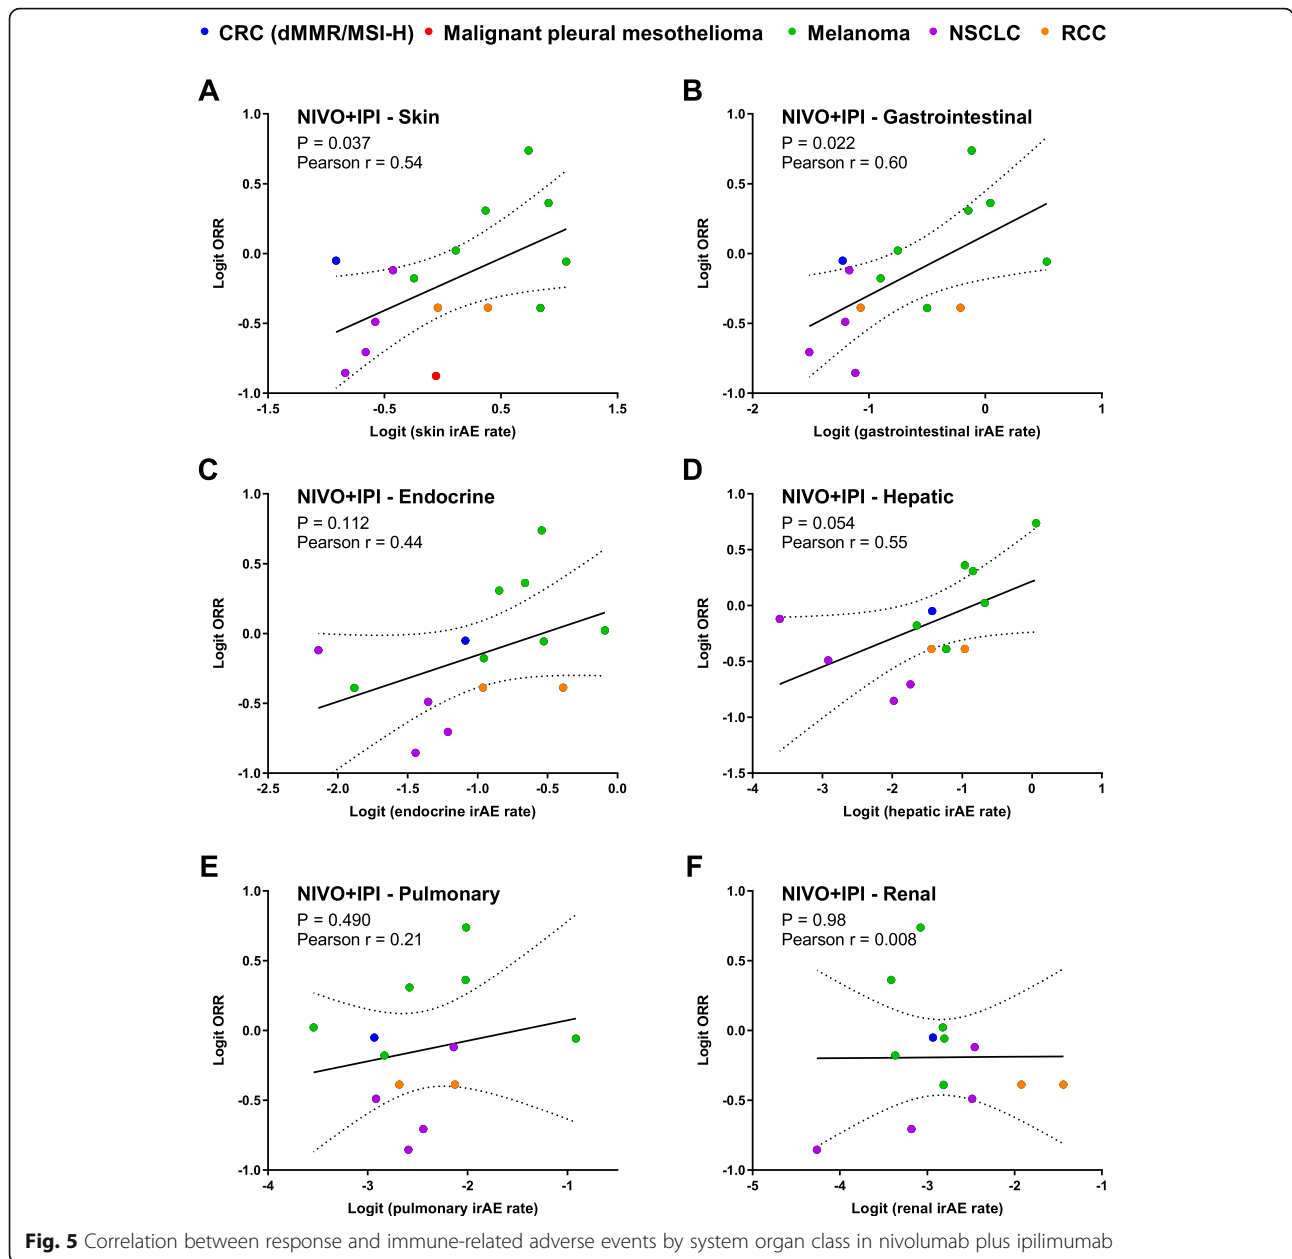 CRC (dMMR/MSI-H) Malignant pleural mesothelioma Melanoma NSCLC RCC
A
NIVO+IPI - Skin
P = 0.037
Pearson r = 0.54
1.0
0.5
0.0
-0.5
-1.0
Logit ORR
-1.5 -0.5 0.5 1.5
Logit (skin irAE rate)
B
NIVO+IPI - Gastrointestinal
P = 0.022
Pearson r = 0.60
1.0
0.5
0.0
-0.5
-1.0
Logit ORR
-2 -1 0 1
Logit (gastrointestinal irAE rate)
C
NIVO+IPI - Endocrine
P = 0.112
Pearson r = 0.44
1.0
0.5
0.0
-0.5
-1.0
Logit ORR
-2.5 -2.0 -1.5 -1.0 -0.5 0.0
Logit (endocrine irAE rate)
D
NIVO+IPI - Hepatic
P = 0.054
Pearson r = 0.55
1.0
0.5
0.0
-0.5
-1.0
-1.5
Logit ORR
-4 -3 -2 -1 0 1
Logit (hepatic irAE rate)
E
NIVO+IPI - Pulmonary
P = 0.490
Pearson r = 0.21
1.0
0.5
0.0
-0.5
-1.0
Logit ORR
-4 -3 -2 -1
Logit (pulmonary irAE rate)
F
NIVO+IPI - Renal
P = 0.98
Pearson r = 0.008
1.0
0.5
0.0
-0.5
-1.0
Logit ORR
-5 -4 -3 -2 -1
Logit (renal irAE rate)
Fig. 5 Correlation between response and immune-related adverse events by system organ class in nivolumab plus ipilimumab